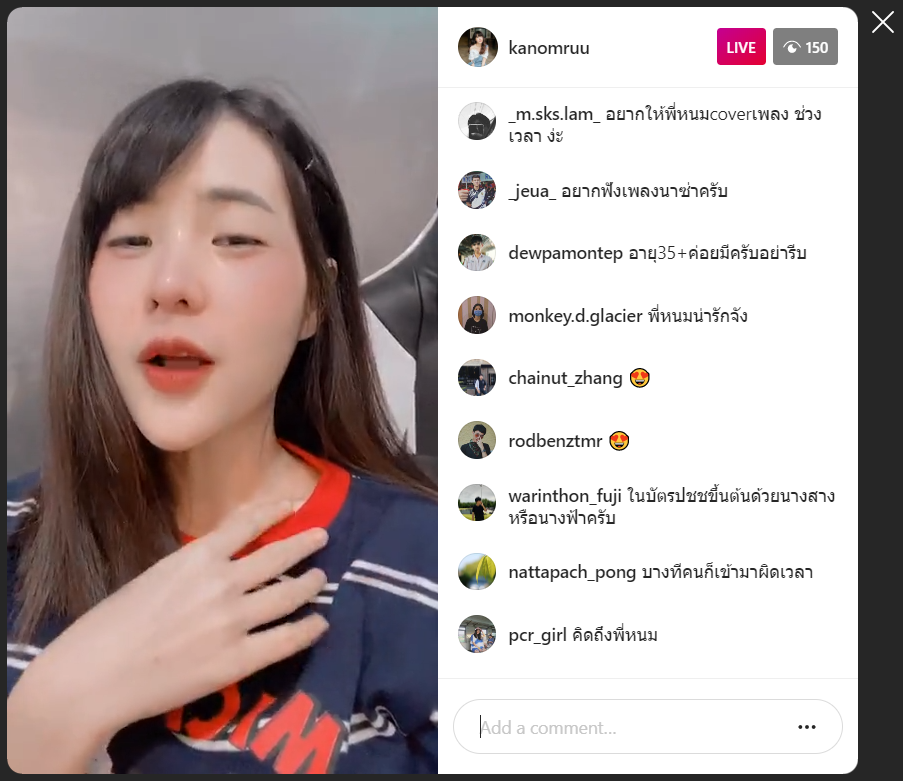 kanomruu
LIVE
150
_m.sks.lam_ อยากให้พี่หนมcoverเพลง ช่วง
เวลา ง่ะ
_jeua_ อยากฟังเพลงนาซ่าครับ
dewpamontep อายุ35+ค่อยมีครับอย่ารีบ
monkey.d.glacier พี่หนมน่ารักจัง
chainut_zhang 😍
rodbenztmr 😍
warinthon_fuji ในบัตรปชชขึ้นต้นด้วยนางสาว
หรือนางฟ้าครับ
nattapach_pong บางทีคนก็เข้ามาผิดเวลา
pcr_girl คิดถึงพี่หนม
Add a comment...